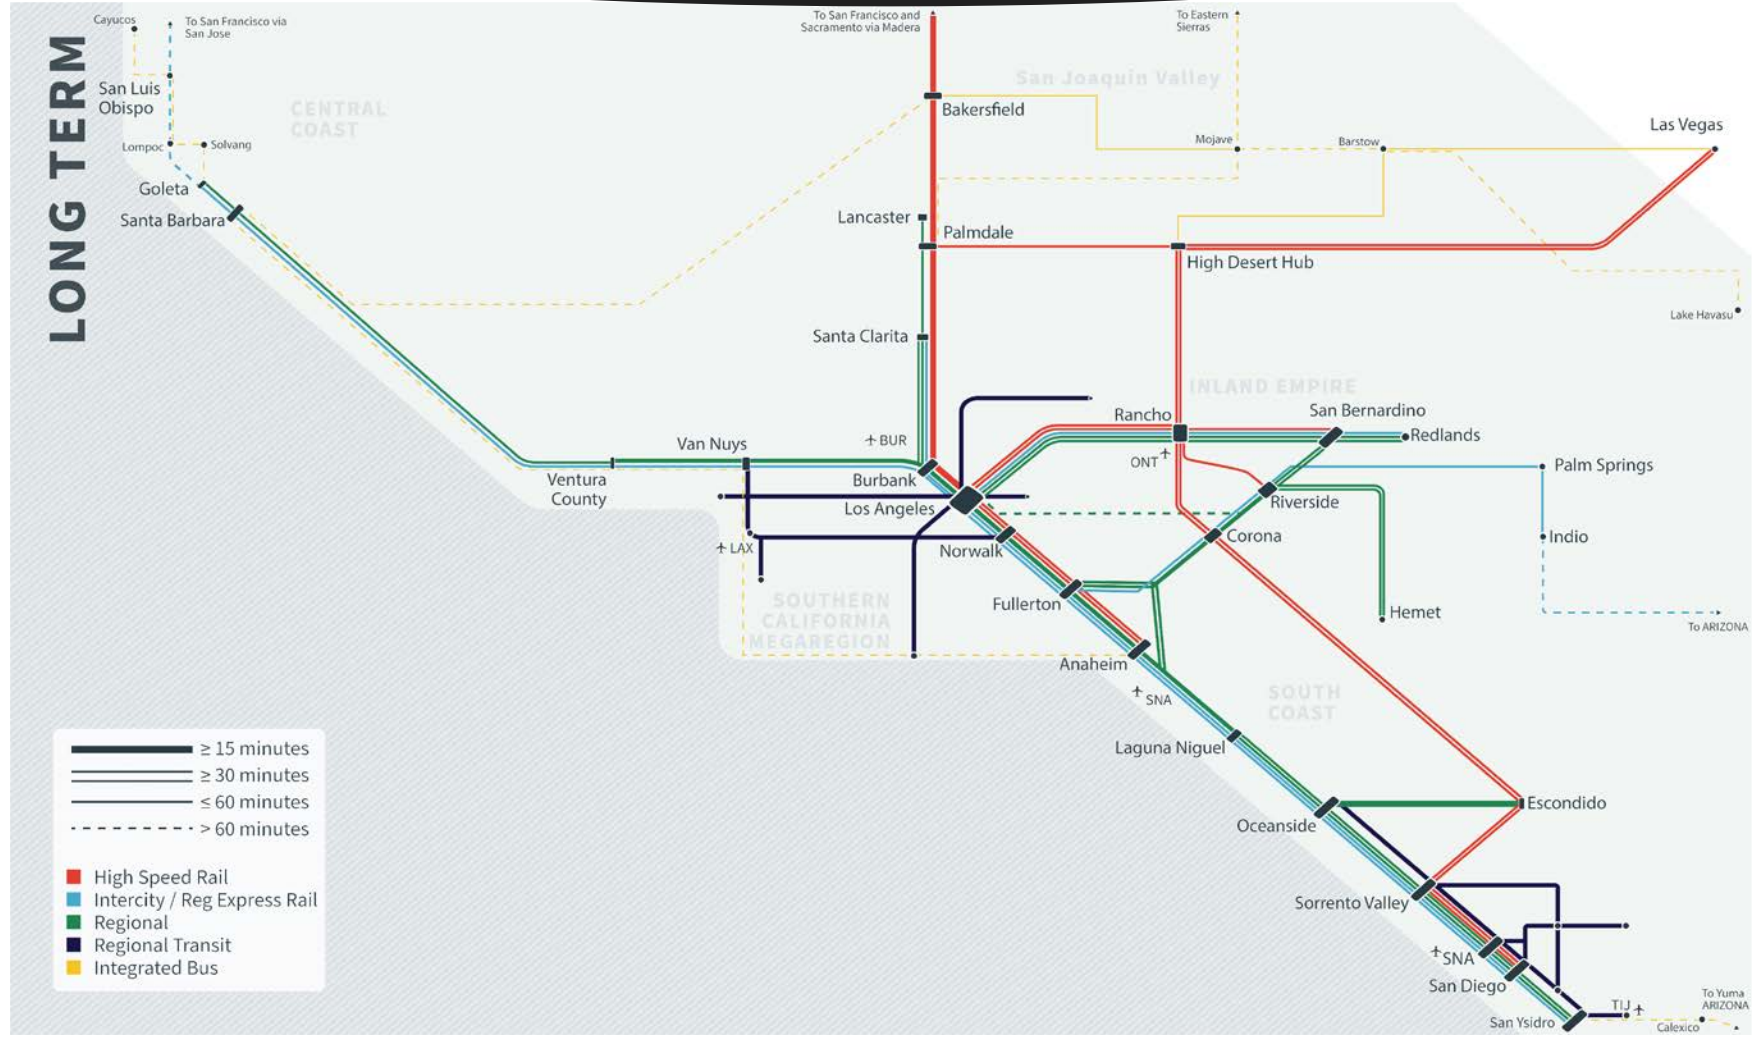 LONG TERM
Cayucos
To San Francisco via
San Jose
San Luis
Obispo
CENTRAL
COAST
Lompoc
Solvang
Goleta
Santa Barbara
To San Francisco and
Sacramento via Madera
To Eastern
Sierras
San Joaquin Valley
Bakersfield
Mojave
Barstow
Las Vegas
Lancaster
Palmdale
High Desert Hub
Lake Havasu
Santa Clarita
INLAND EMPIRE
Rancho
San Bernardino
Redlands
Van Nuys
BUR
ONT
Palm Springs
Ventura
County
Burbank
Los Angeles
Riverside
LAX
Norwalk
Corona
Indio
SOUTHERN
CALIFORNIA
MEGAREGION
Fullerton
Hemet
To ARIZONA
Anaheim
SNA
SOUTH
COAST
Laguna Niguel
Oceanside
Escondido
Sorrento Valley
SNA
San Diego
San Ysidro
TIJ
To Yuma
ARIZONA
Calexico
≥ 15 minutes
≥ 30 minutes
≤ 60 minutes
> 60 minutes
High Speed Rail
Intercity / Reg Express Rail
Regional
Regional Transit
Integrated Bus